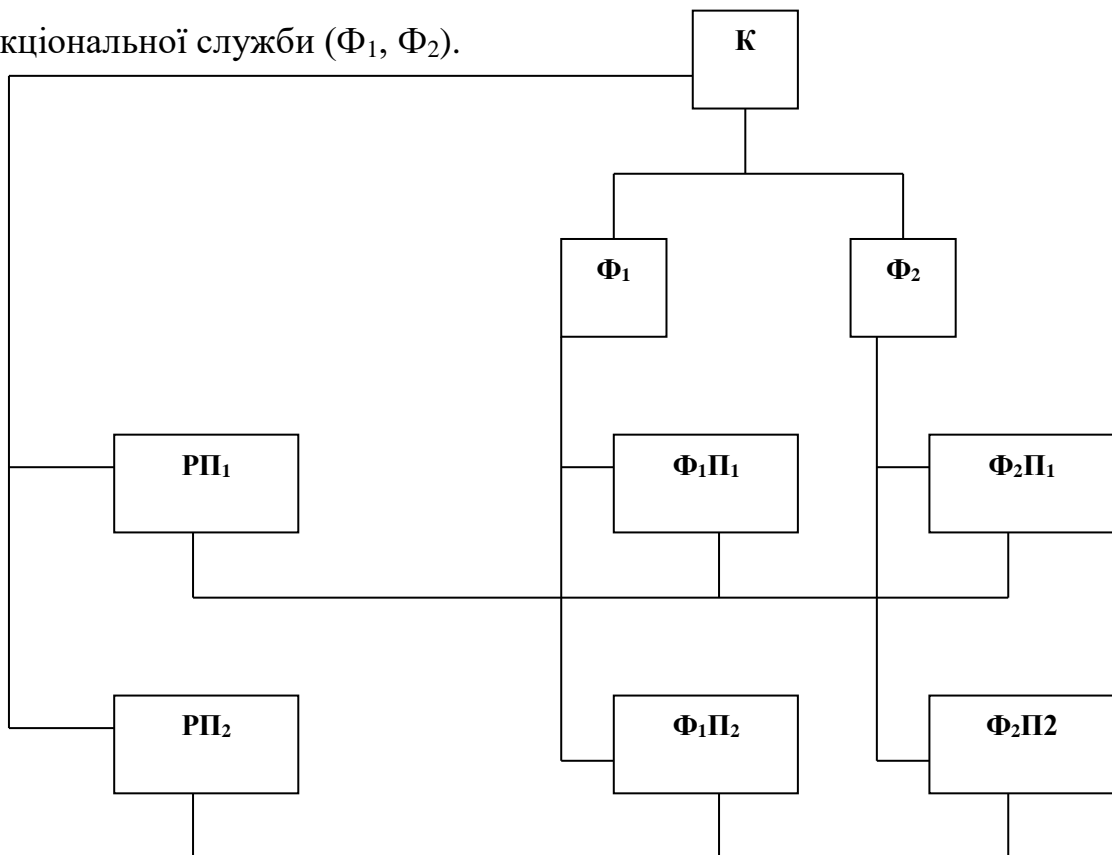 кціональної служби (Ф₁, Ф₂).
К
Ф₁
Ф₂
РП₁
Ф₁П₁
Ф₂П₁
РП₂
Ф₁П₂
Ф₂П2